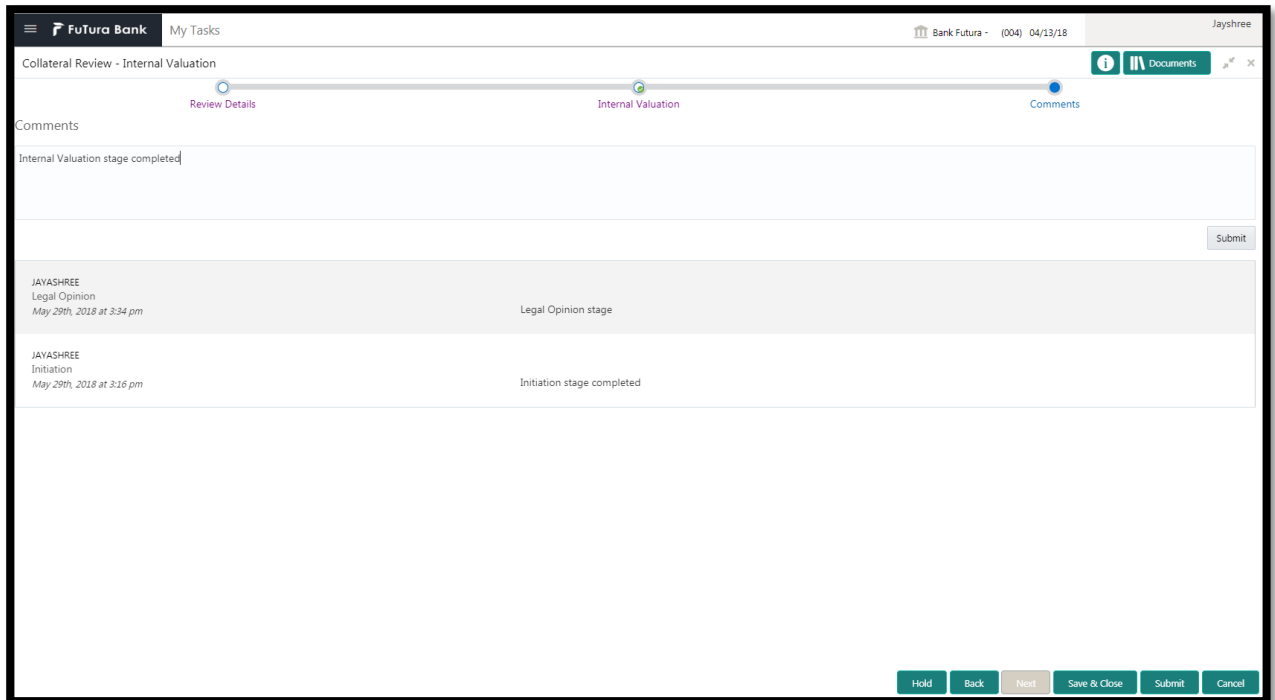 FuTura Bank My Tasks Bank Futura - (004) 04/13/18 Jayshree
Collateral Review - Internal Valuation i Documents
Review Details Internal Valuation Comments
Comments
Internal Valuation stage completed
Submit
JAYASHREE
Legal Opinion
May 29th, 2018 at 3:34 pm Legal Opinion stage
JAYASHREE
Initiation
May 29th, 2018 at 3:16 pm Initiation stage completed
Hold Back Next Save & Close Submit Cancel